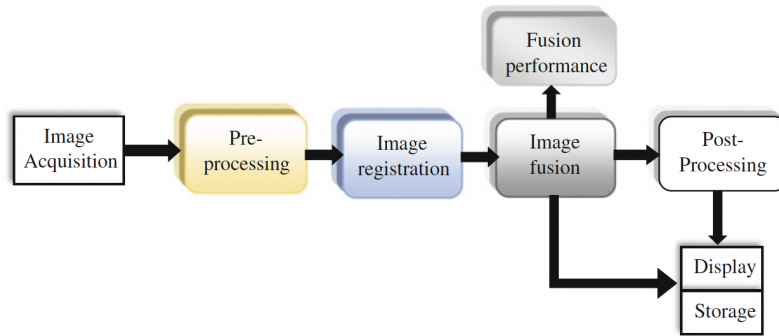 Fusion
performance
Image
Acquisition
Pre-
processing
Image
registration
Image
fusion
Post-
Processing
Display
Storage